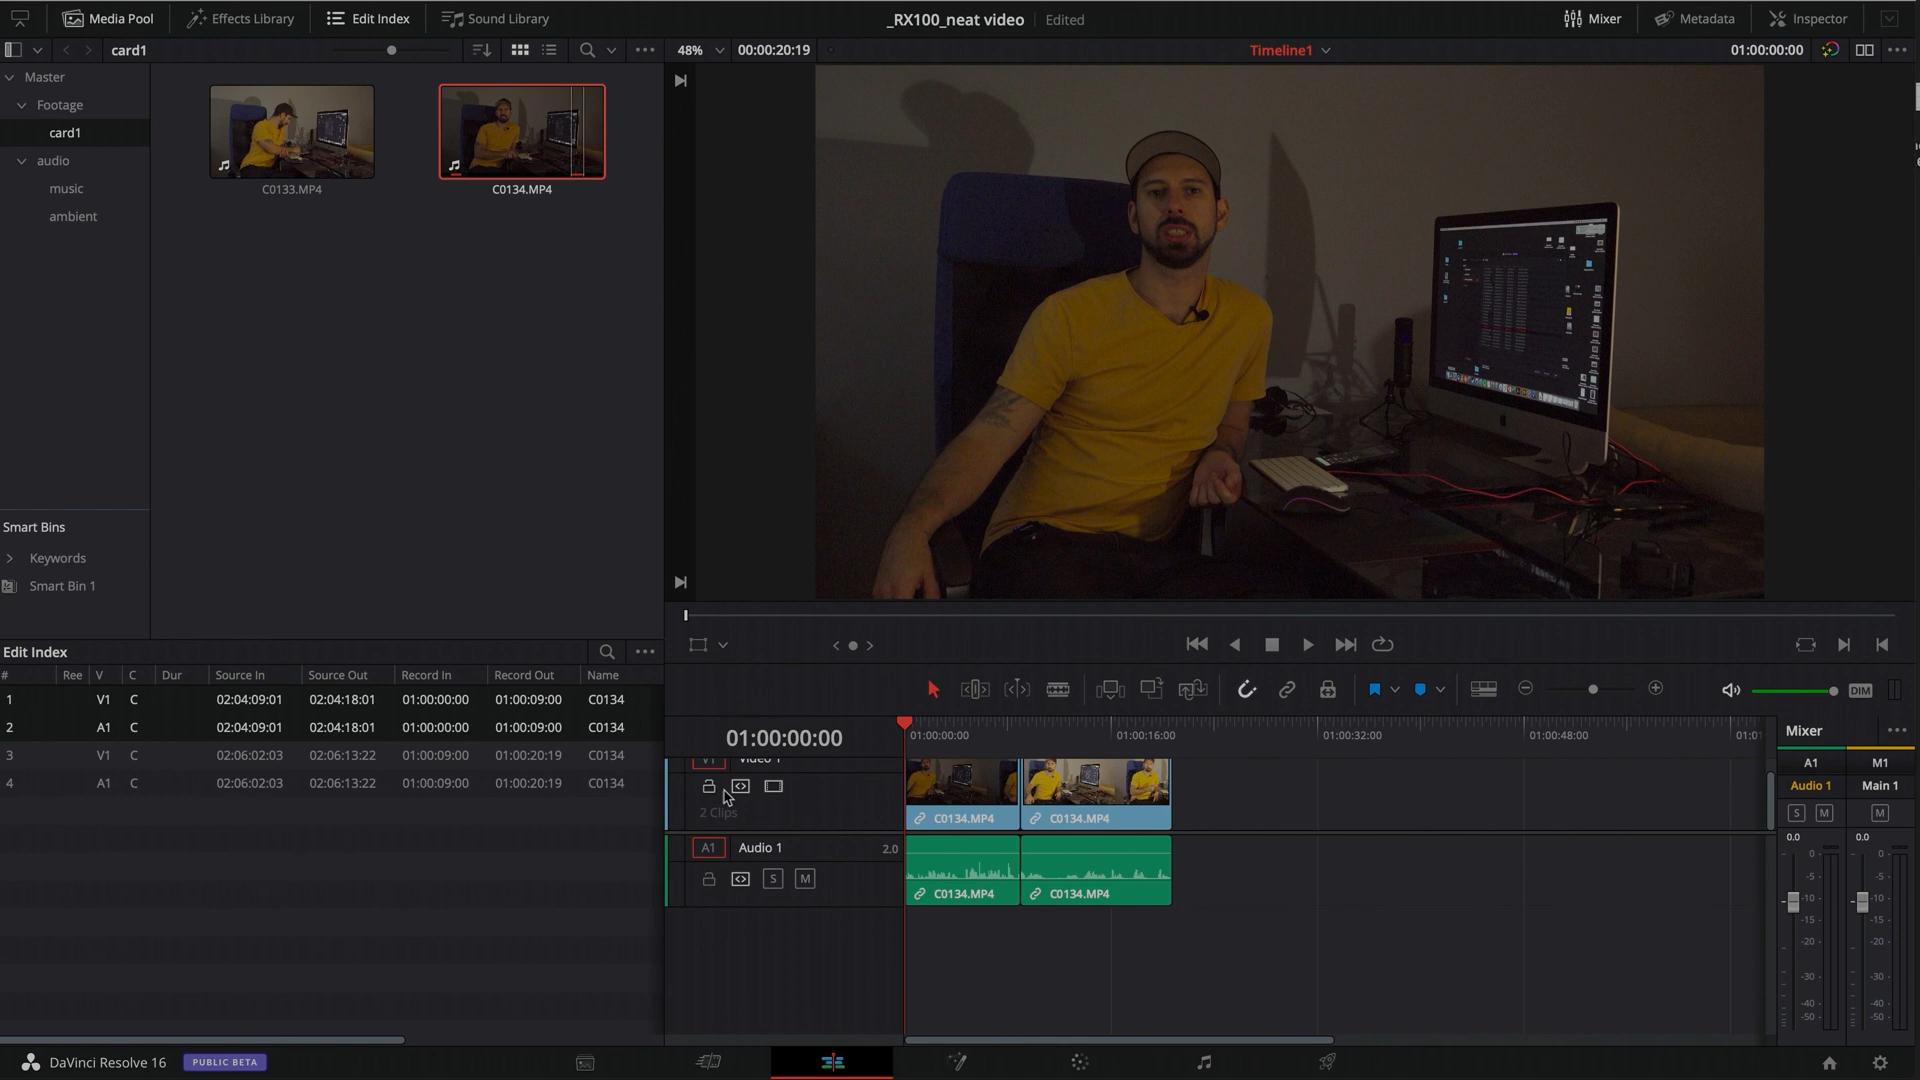 Media Pool Effects Library Edit Index Sound Library _RX100_neat video Edited Mixer Metadata Inspector
card1 48% 00:00:20:19 Timeline1 01:00:00:00
Master
Footage
card1
audio
music
ambient
C0133.MP4 C0134.MP4
Smart Bins
Keywords
Smart Bin 1
Edit Index
# Ree V C Dur Source In Source Out Record In Record Out Name
1 V1 C 02:04:09:01 02:04:18:01 01:00:00:00 01:00:09:00 C0134
2 A1 C 02:04:09:01 02:04:18:01 01:00:00:00 01:00:09:00 C0134
3 V1 C 02:06:02:03 02:06:13:22 01:00:09:00 01:00:20:19 C0134
4 A1 C 02:06:02:03 02:06:13:22 01:00:09:00 01:00:20:19 C0134
DIM
01:00:00:00 01:00:00:00 01:00:16:00 01:00:32:00 01:00:48:00 01:01
V1 Video 1
2 Clips
C0134.MP4 C0134.MP4
A1 Audio 1 2.0
S M
C0134.MP4 C0134.MP4
Mixer
A1 M1
Audio 1 Main 1
S M M
0.0 0.0
0 0
-5 -5
-10 -10
-15 -15
-20 -20
-30 -30
-40 -40
-50 -50
DaVinci Resolve 16 PUBLIC BETA